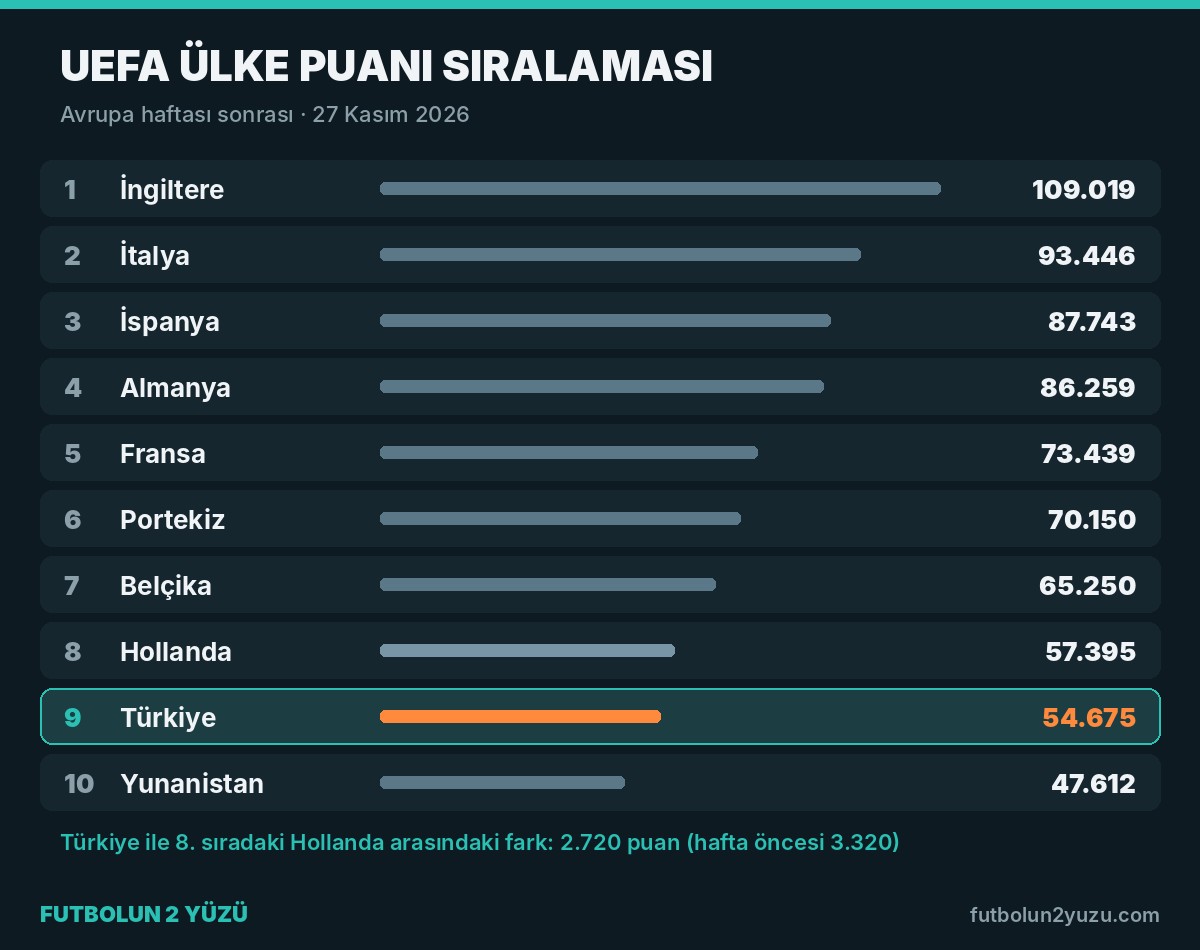 UEFA ÜLKE PUANI SIRALAMASI
Avrupa haftası sonrası · 27 Kasım 2026
1 İngiltere 109.019
2 İtalya 93.446
3 İspanya 87.743
4 Almanya 86.259
5 Fransa 73.439
6 Portekiz 70.150
7 Belçika 65.250
8 Hollanda 57.395
9 Türkiye 54.675
10 Yunanistan 47.612
Türkiye ile 8. sıradaki Hollanda arasındaki fark: 2.720 puan (hafta öncesi 3.320)
FUTBOLUN 2 YÜZÜ futbolun2yuzu.com